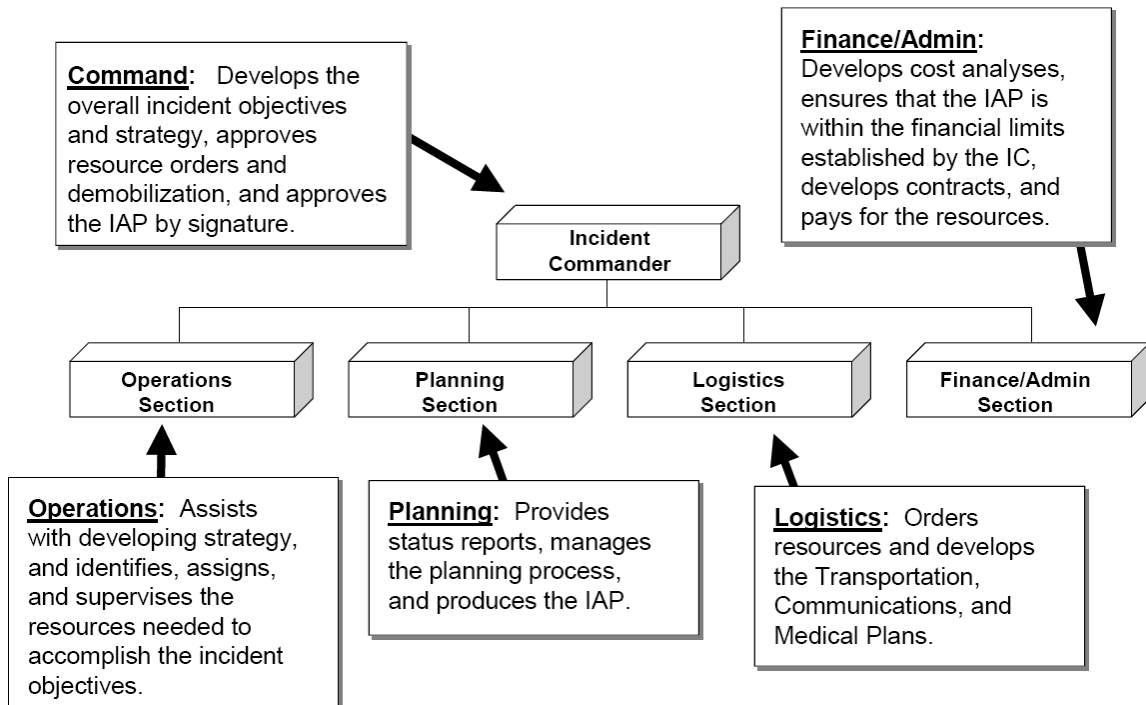 Command: Develops the
overall incident objectives
and strategy, approves
resource orders and
demobilization, and approves
the IAP by signature.
Finance/Admin:
Develops cost analyses,
ensures that the IAP is
within the financial limits
established by the IC,
develops contracts, and
pays for the resources.
Incident
Commander
Operations
Section
Planning
Section
Logistics
Section
Finance/Admin
Section
Operations: Assists
with developing strategy,
and identifies, assigns,
and supervises the
resources needed to
accomplish the incident
objectives.
Planning: Provides
status reports, manages
the planning process,
and produces the IAP.
Logistics: Orders
resources and develops
the Transportation,
Communications, and
Medical Plans.